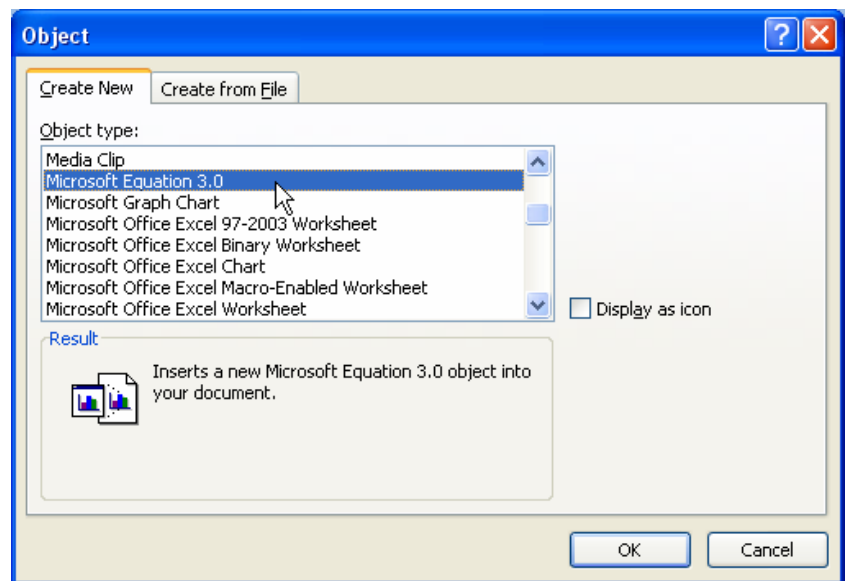 Object
Create New
Create from File
Object type:
Media Clip
Microsoft Equation 3.0
Microsoft Graph Chart
Microsoft Office Excel 97-2003 Worksheet
Microsoft Office Excel Binary Worksheet
Microsoft Office Excel Chart
Microsoft Office Excel Macro-Enabled Worksheet
Microsoft Office Excel Worksheet
Display as icon
Result
Inserts a new Microsoft Equation 3.0 object into
your document.
OK
Cancel